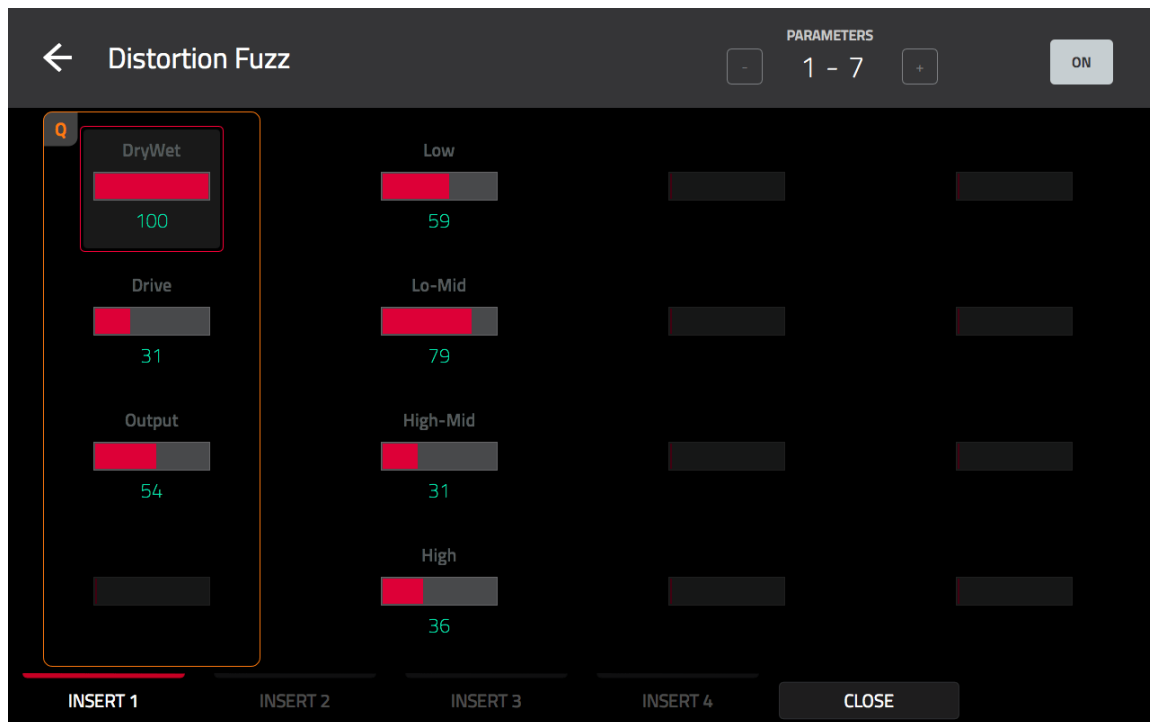 Distortion Fuzz
PARAMETERS
- 1 - 7 +
ON
Q
DryWet
100
Low
59
Drive
31
Lo-Mid
79
Output
54
High-Mid
31
High
36
INSERT 1
INSERT 2
INSERT 3
INSERT 4
CLOSE